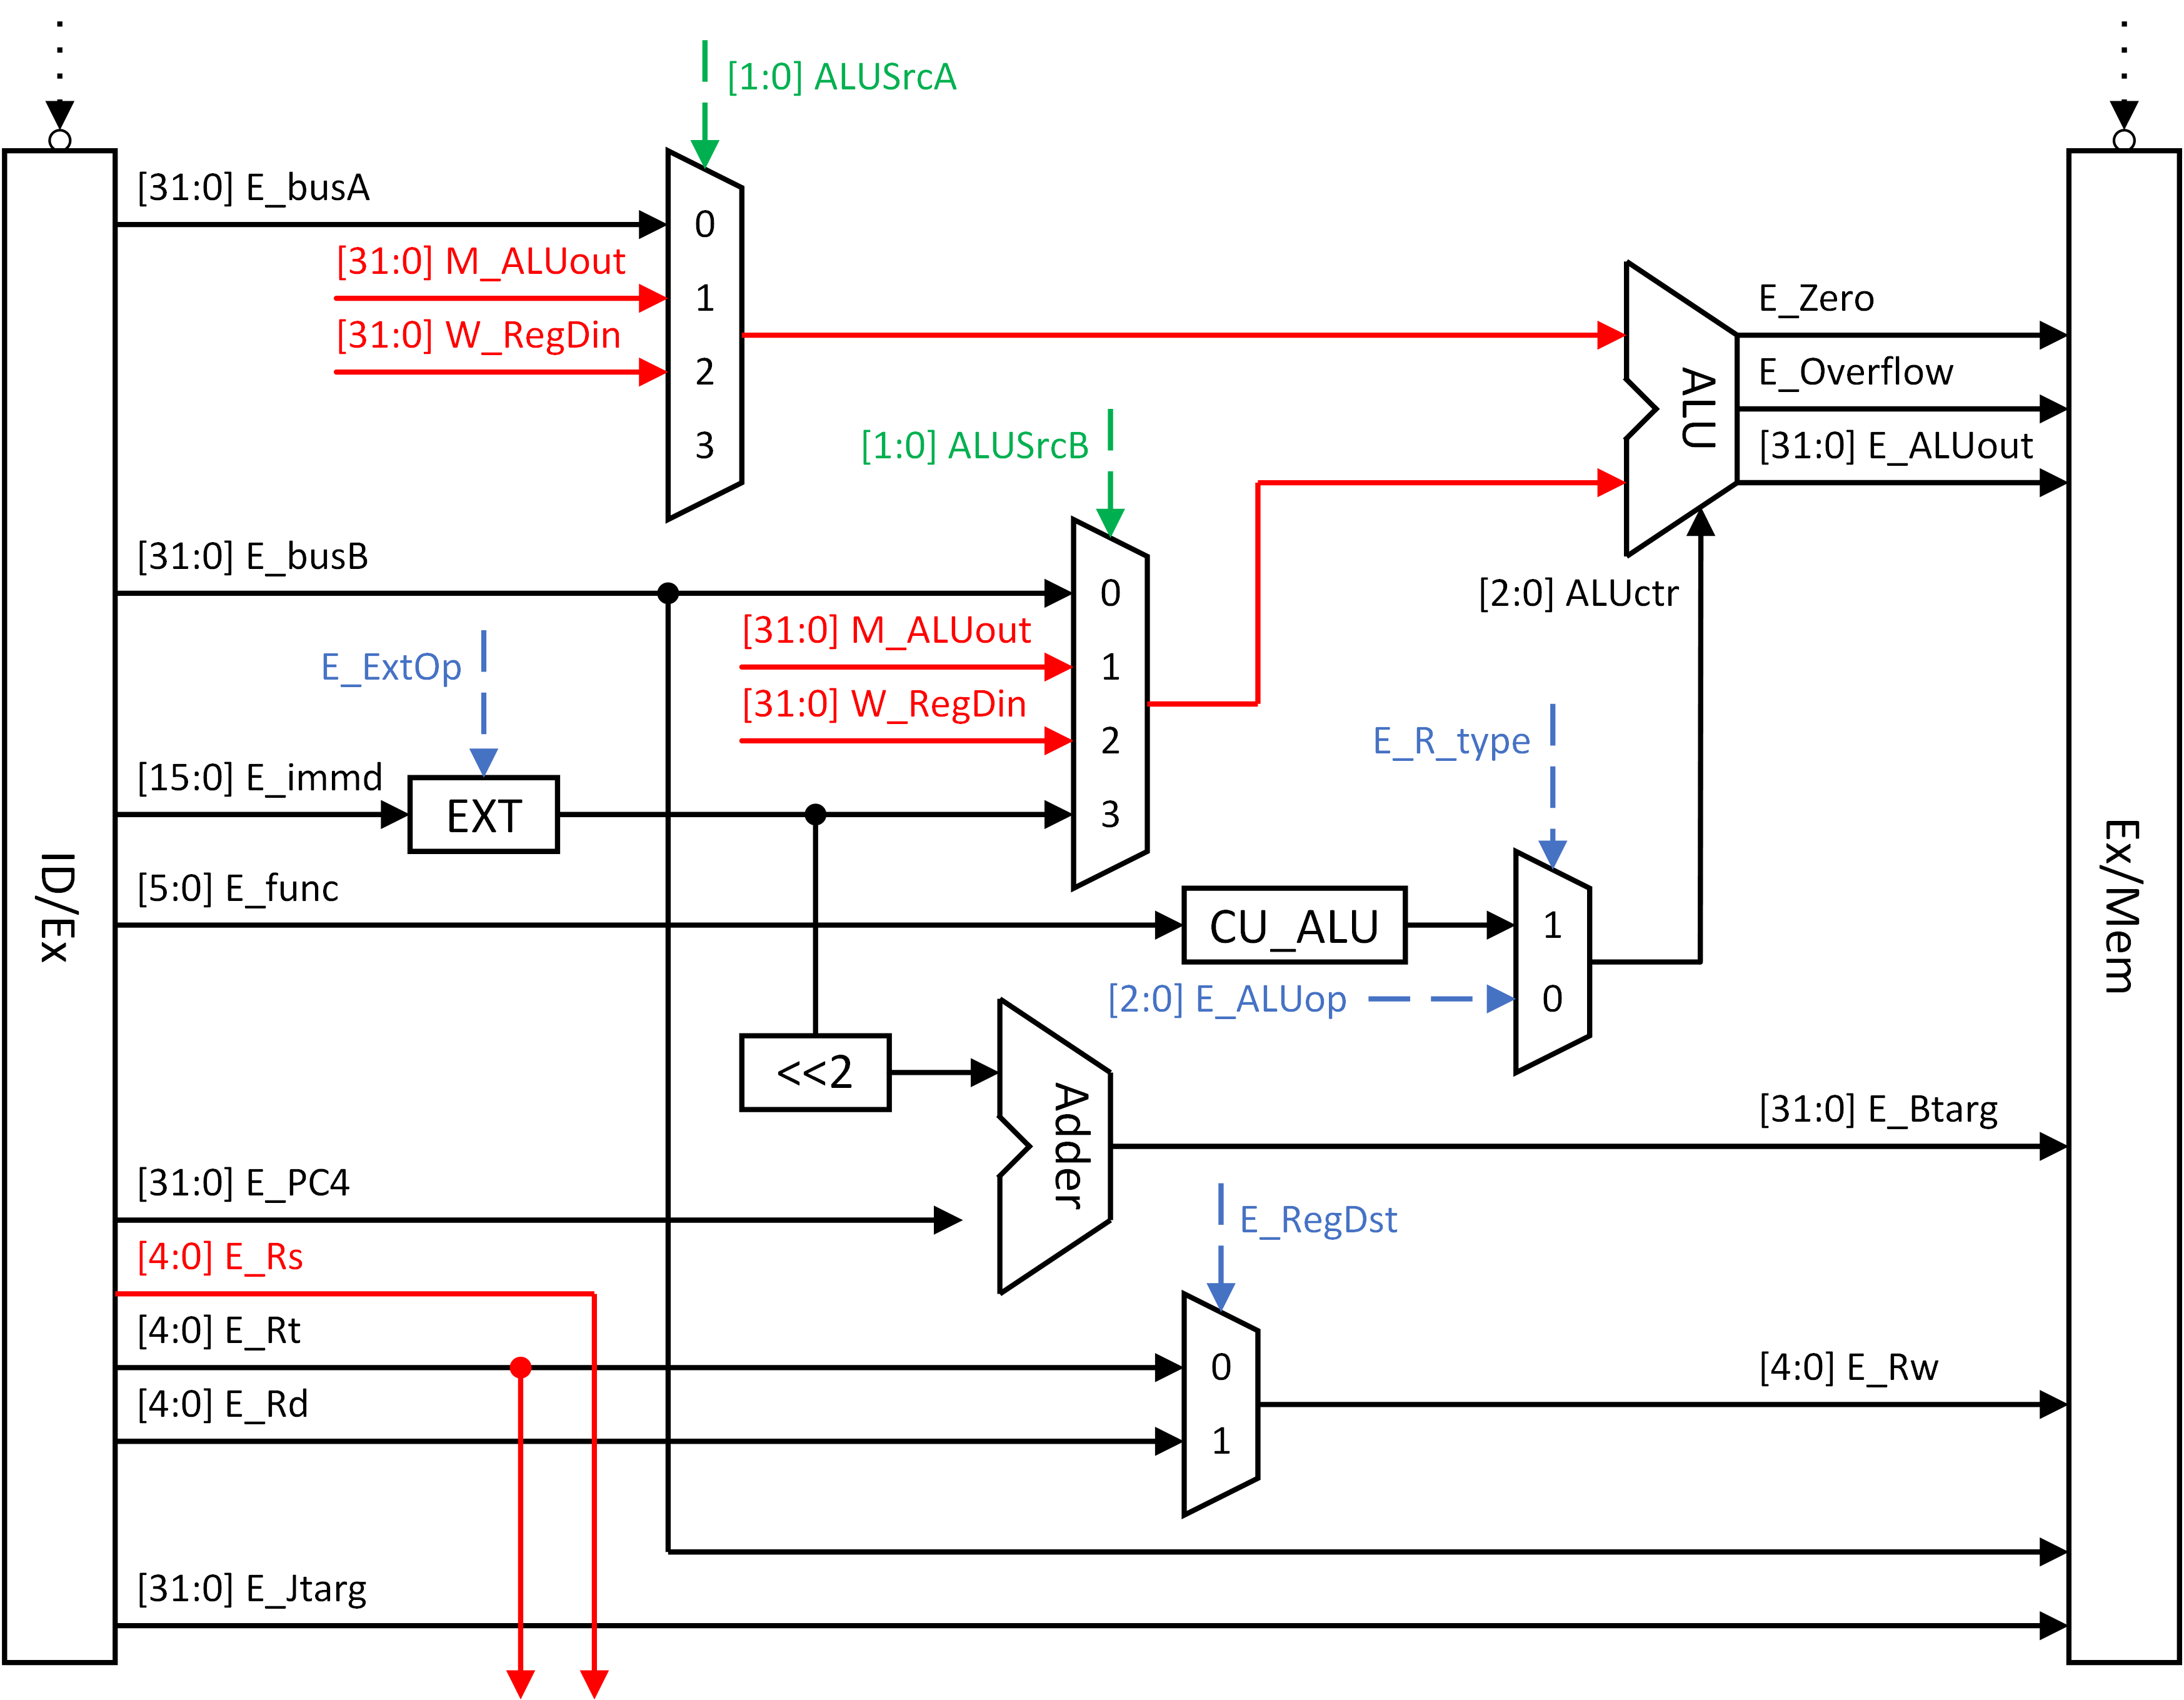 [1:0] ALUSrcA
[31:0] E_busA
0
[31:0] M_ALUout
1
[31:0] W_RegDin
2
3
E_Zero
E_Overflow
[31:0] E_ALUout
ALU
[1:0] ALUSrcB
[31:0] E_busB
0
[31:0] M_ALUout
1
[31:0] W_RegDin
2
3
[2:0] ALUctr
E_ExtOp
E_R_type
[15:0] E_immd
EXT
ID/Ex
Ex/Mem
[5:0] E_func
CU_ALU
1
[2:0] E_ALUop
0
<<2
Adder
[31:0] E_Btarg
[31:0] E_PC4
E_RegDst
[4:0] E_Rs
[4:0] E_Rt
0
[4:0] E_Rw
[4:0] E_Rd
1
[31:0] E_Jtarg